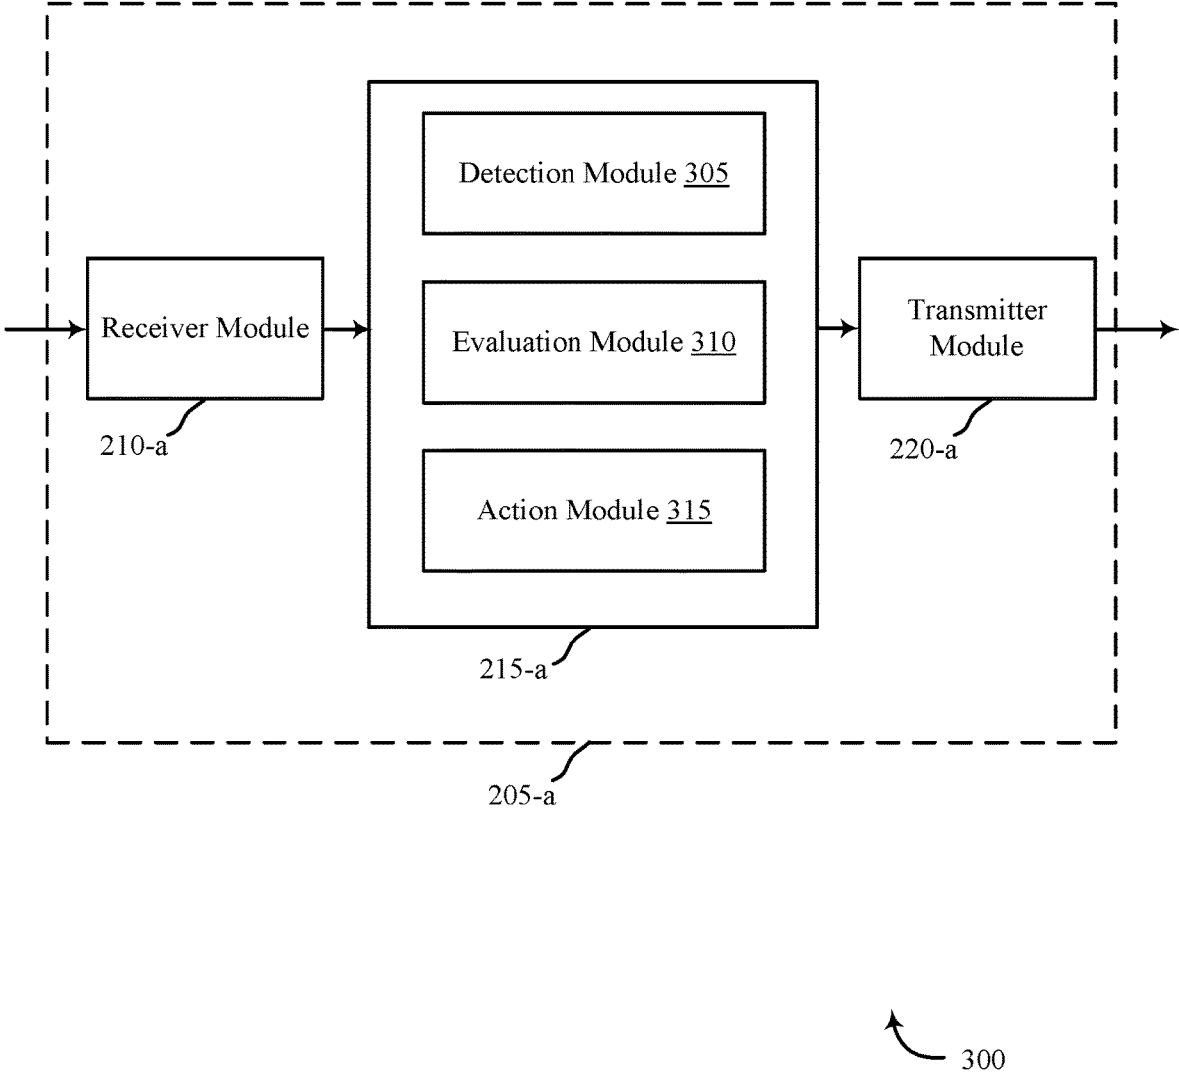 Detection Module 305
Receiver Module
Evaluation Module 310
Transmitter
Module
210-a
220-a
Action Module 315
215-a
205-a
300